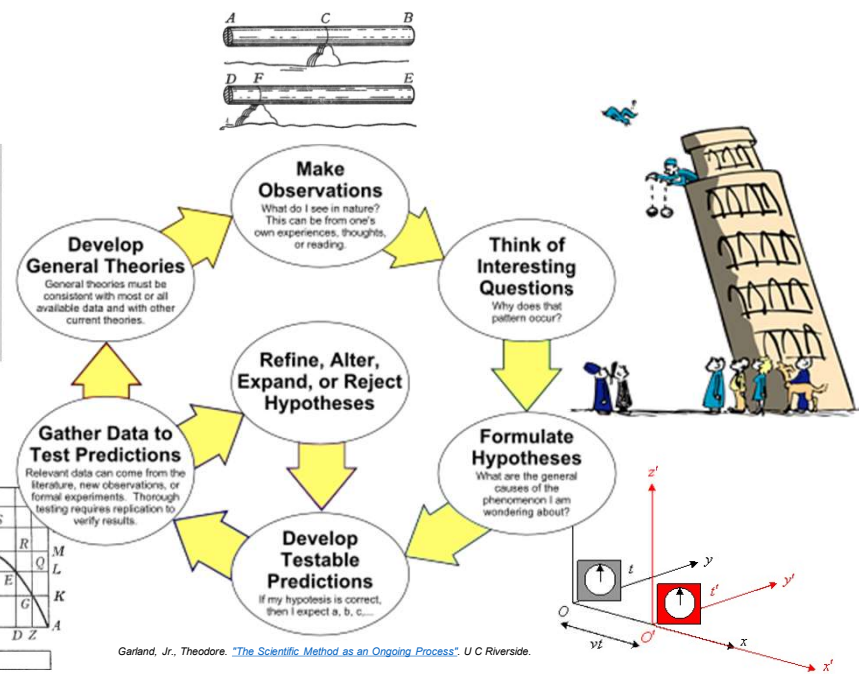 A C B
D F E
Make
Observations
What do I see in nature?
This can be from one's
own experiences, thoughts,
or reading.
Think of
Interesting
Questions
Why does that
pattern occur?
Formulate
Hypotheses
What are the general
causes of the
phenomenon I am
wondering about?
Develop
Testable
Predictions
If my hypotesis is correct,
then I expect a, b, c,...
Gather Data to
Test Predictions
Relevant data can come from the
literature, new observations, or
formal experiments. Thorough
testing requires replication to
verify results.
Refine, Alter,
Expand, or Reject
Hypotheses
Develop
General Theories
General theories must be
consistent with most or all
available data and with other
current theories.
S
R M
E Q L
G K
D Z A
z'
t y
t' y'
O
O' x
vt
x'
Garland, Jr., Theodore. "The Scientific Method as an Ongoing Process". U C Riverside.